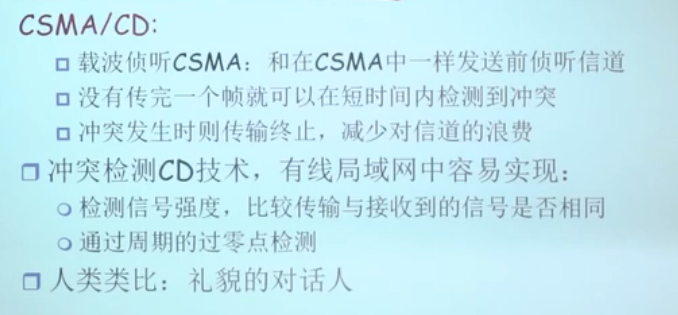 CSMA/CD:
载波侦听CSMA：和在CSMA中一样发送前侦听信道
没有传完一个帧就可以在短时间内检测到冲突
冲突发生时则传输终止，减少对信道的浪费
冲突检测CD技术，有线局域网中容易实现：
检测信号强度，比较传输与接收到的信号是否相同
通过周期的过零点检测
人类类比：礼貌的对话人